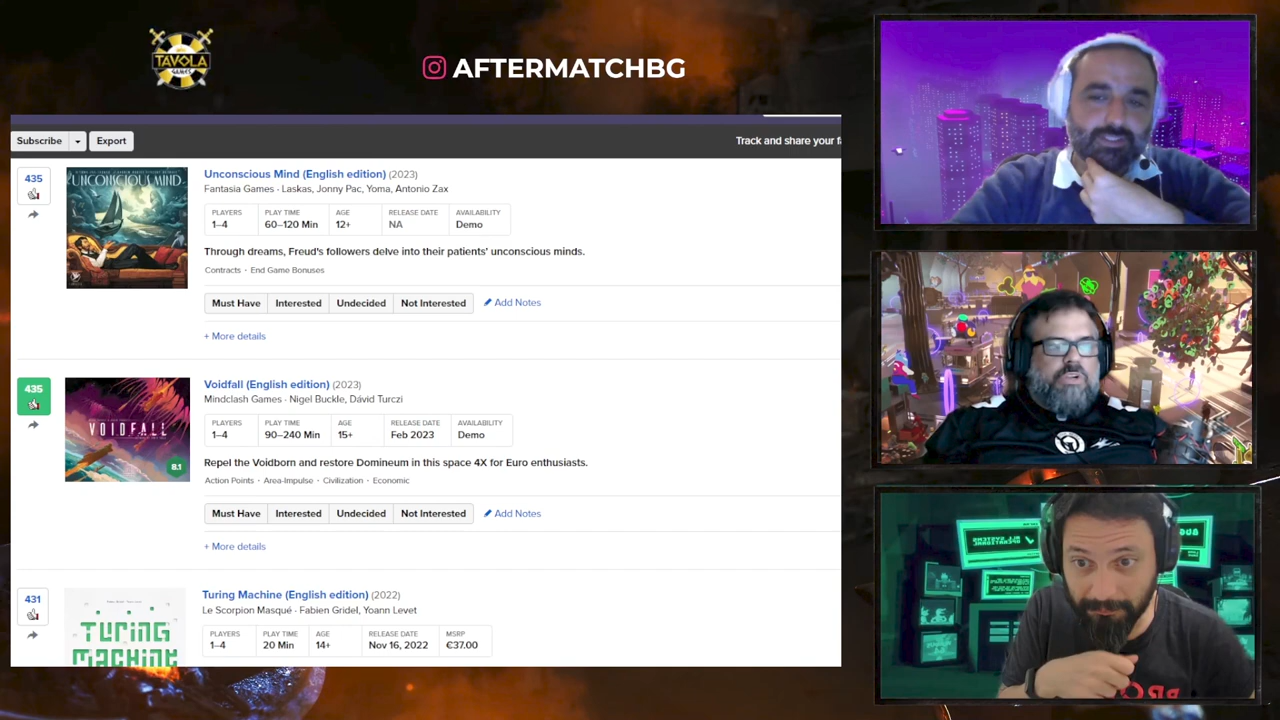 TAVOLA
GAMES
AFTERMATCHBG
Subscribe
Export
Track and share your f
435
UNCONSCIOUS MIND
Unconscious Mind (English edition) (2023)
Fantasia Games · Laskas, Jonny Pac, Yoma, Antonio Zax
PLAYERS PLAY TIME AGE RELEASE DATE AVAILABILITY
1–4 60–120 Min 12+ NA Demo
Through dreams, Freud's followers delve into their patients' unconscious minds.
Contracts · End Game Bonuses
Must Have Interested Undecided Not Interested Add Notes
+ More details
435
VOIDFALL
8.1
Voidfall (English edition) (2023)
Mindclash Games · Nigel Buckle, Dávid Turczi
PLAYERS PLAY TIME AGE RELEASE DATE AVAILABILITY
1–4 90–240 Min 15+ Feb 2023 Demo
Repel the Voidborn and restore Domineum in this space 4X for Euro enthusiasts.
Action Points · Area-Impulse · Civilization · Economic
Must Have Interested Undecided Not Interested Add Notes
+ More details
431
TURING
MACHINE
Turing Machine (English edition) (2022)
Le Scorpion Masqué · Fabien Gridel, Yoann Levet
PLAYERS PLAY TIME AGE RELEASE DATE MSRP
1–4 20 Min 14+ Nov 16, 2022 €37.00